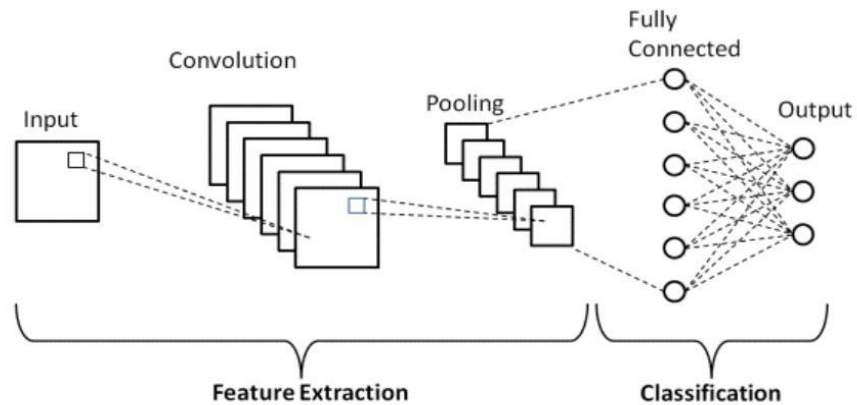 Fully
Connected
Convolution
Pooling
Input
Output
Feature Extraction
Classification